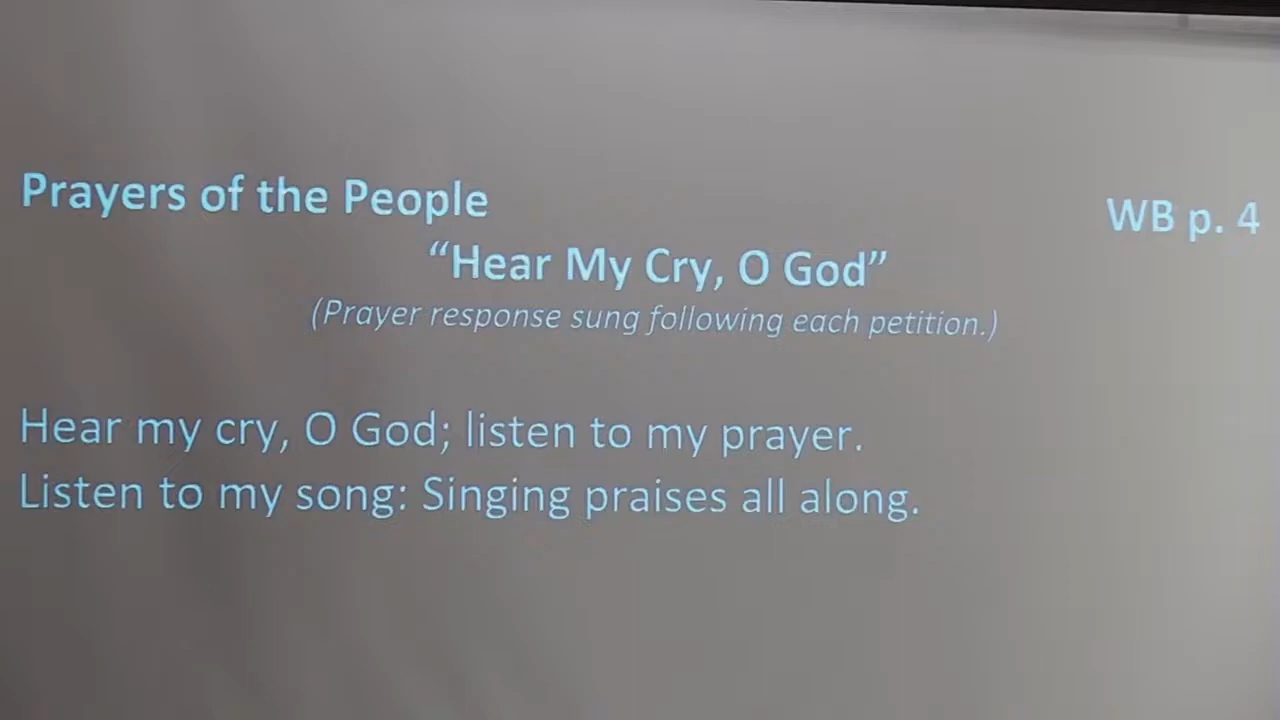 Prayers of the People WB p. 4
“Hear My Cry, O God”
(Prayer response sung following each petition.)
Hear my cry, O God; listen to my prayer.
Listen to my song: Singing praises all along.